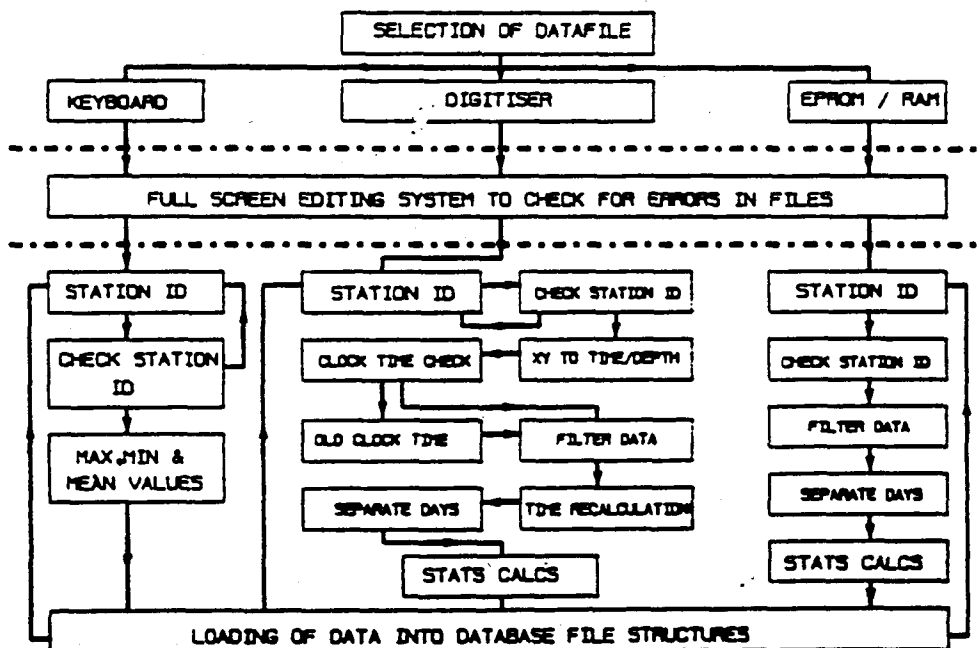 SELECTION OF DATAFILE
KEYBOARD
DIGITISER
EPROM / RAM
FULL SCREEN EDITING SYSTEM TO CHECK FOR ERRORS IN FILES
STATION ID
CHECK STATION
ID
MAX,MIN &
MEAN VALUES
STATION ID
CHECK STATION ID
CLOCK TIME CHECK
XY TO TIME/DEPTH
OLD CLOCK TIME
FILTER DATA
SEPARATE DAYS
TIME RECALCULATION
STATS CALCS
STATION ID
CHECK STATION ID
FILTER DATA
SEPARATE DAYS
STATS CALCS
LOADING OF DATA INTO DATABASE FILE STRUCTURES